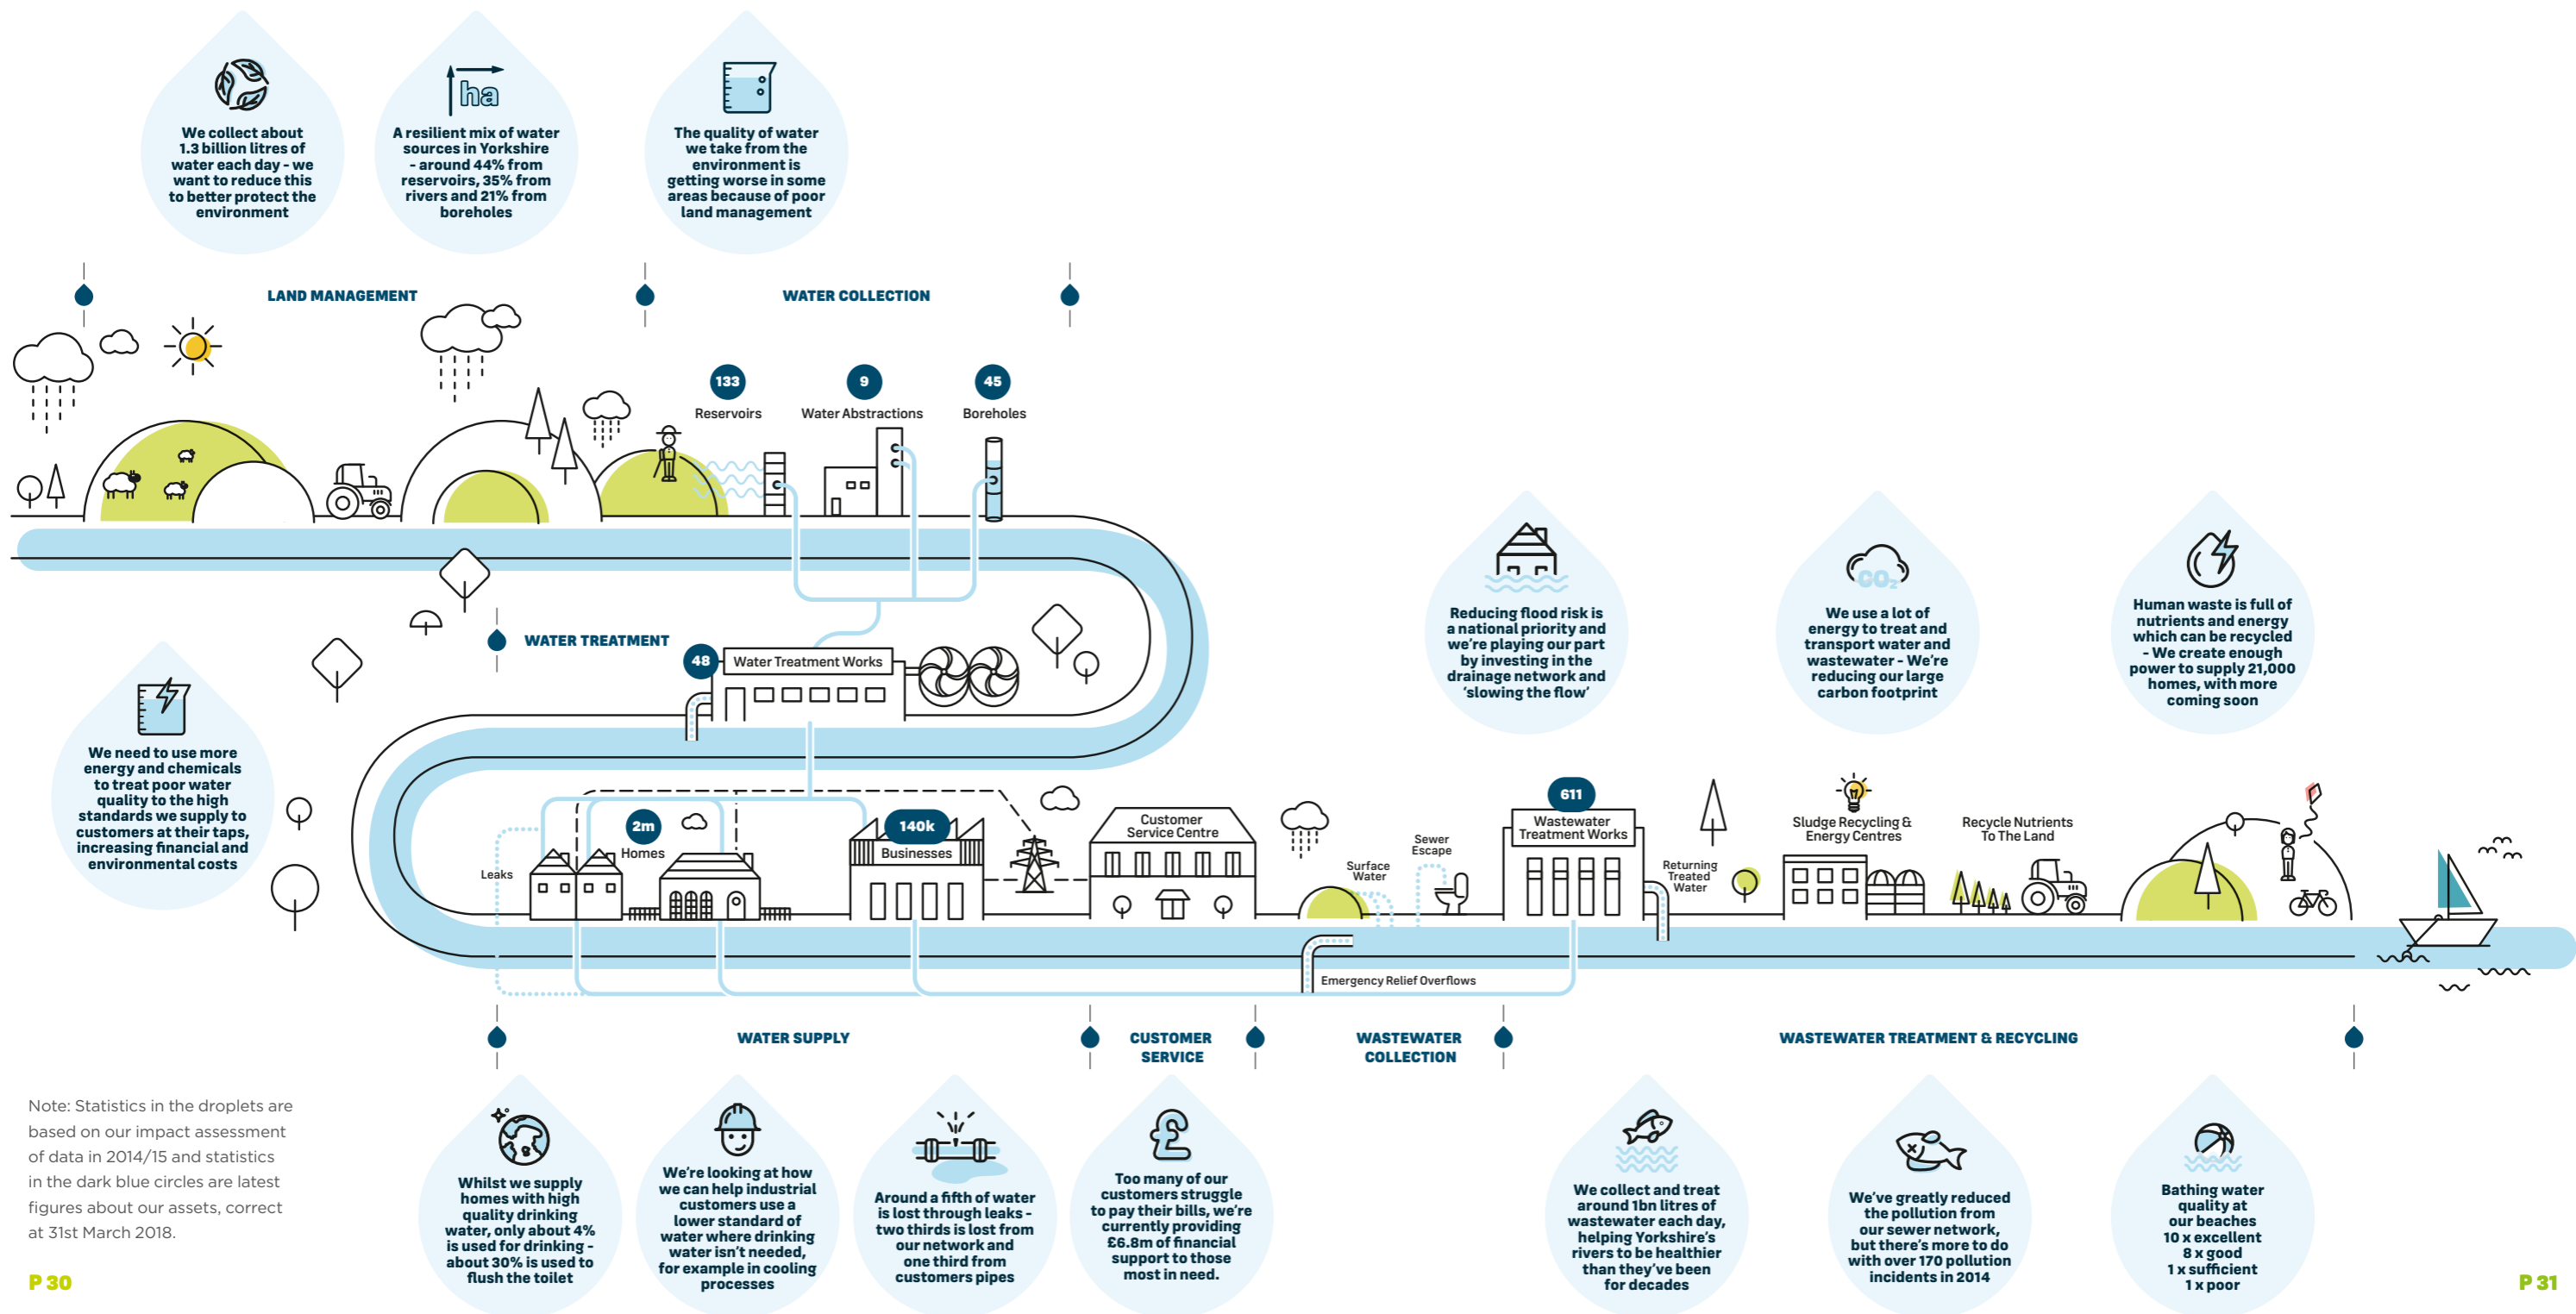 We collect about
1.3 billion litres of
water each day - we
want to reduce this
to better protect the
environment
ha
A resilient mix of water
sources in Yorkshire
- around 44% from
reservoirs, 35% from
rivers and 21% from
boreholes
The quality of water
we take from the
environment is
getting worse in some
areas because of poor
land management
LAND MANAGEMENT
WATER COLLECTION
133
Reservoirs
9
Water Abstractions
45
Boreholes
WATER TREATMENT
48
Water Treatment Works
We need to use more
energy and chemicals
to treat poor water
quality to the high
standards we supply to
customers at their taps,
increasing financial and
environmental costs
Reducing flood risk is
a national priority and
we're playing our part
by investing in the
drainage network and
'slowing the flow'
CO₂
We use a lot of
energy to treat and
transport water and
wastewater - We're
reducing our large
carbon footprint
Human waste is full of
nutrients and energy
which can be recycled
- We create enough
power to supply 21,000
homes, with more
coming soon
Leaks
2m
Homes
140k
Businesses
Customer
Service Centre
Surface
Water
Sewer
Escape
611
Wastewater
Treatment Works
Returning
Treated
Water
Sludge Recycling &
Energy Centres
Recycle Nutrients
To The Land
Emergency Relief Overflows
WATER SUPPLY
CUSTOMER
SERVICE
WASTEWATER
COLLECTION
WASTEWATER TREATMENT & RECYCLING
Note: Statistics in the droplets are
based on our impact assessment
of data in 2014/15 and statistics
in the dark blue circles are latest
figures about our assets, correct
at 31st March 2018.
Whilst we supply
homes with high
quality drinking
water, only about 4%
is used for drinking -
about 30% is used to
flush the toilet
We're looking at how
we can help industrial
customers use a
lower standard of
water where drinking
water isn't needed,
for example in cooling
processes
Around a fifth of water
is lost through leaks -
two thirds is lost from
our network and
one third from
customers pipes
£
Too many of our
customers struggle
to pay their bills, we're
currently providing
£6.8m of financial
support to those
most in need.
We collect and treat
around 1bn litres of
wastewater each day,
helping Yorkshire's
rivers to be healthier
than they've been
for decades
We've greatly reduced
the pollution from
our sewer network,
but there's more to do
with over 170 pollution
incidents in 2014
Bathing water
quality at
our beaches
10 x excellent
8 x good
1 x sufficient
1 x poor
P 30
P 31